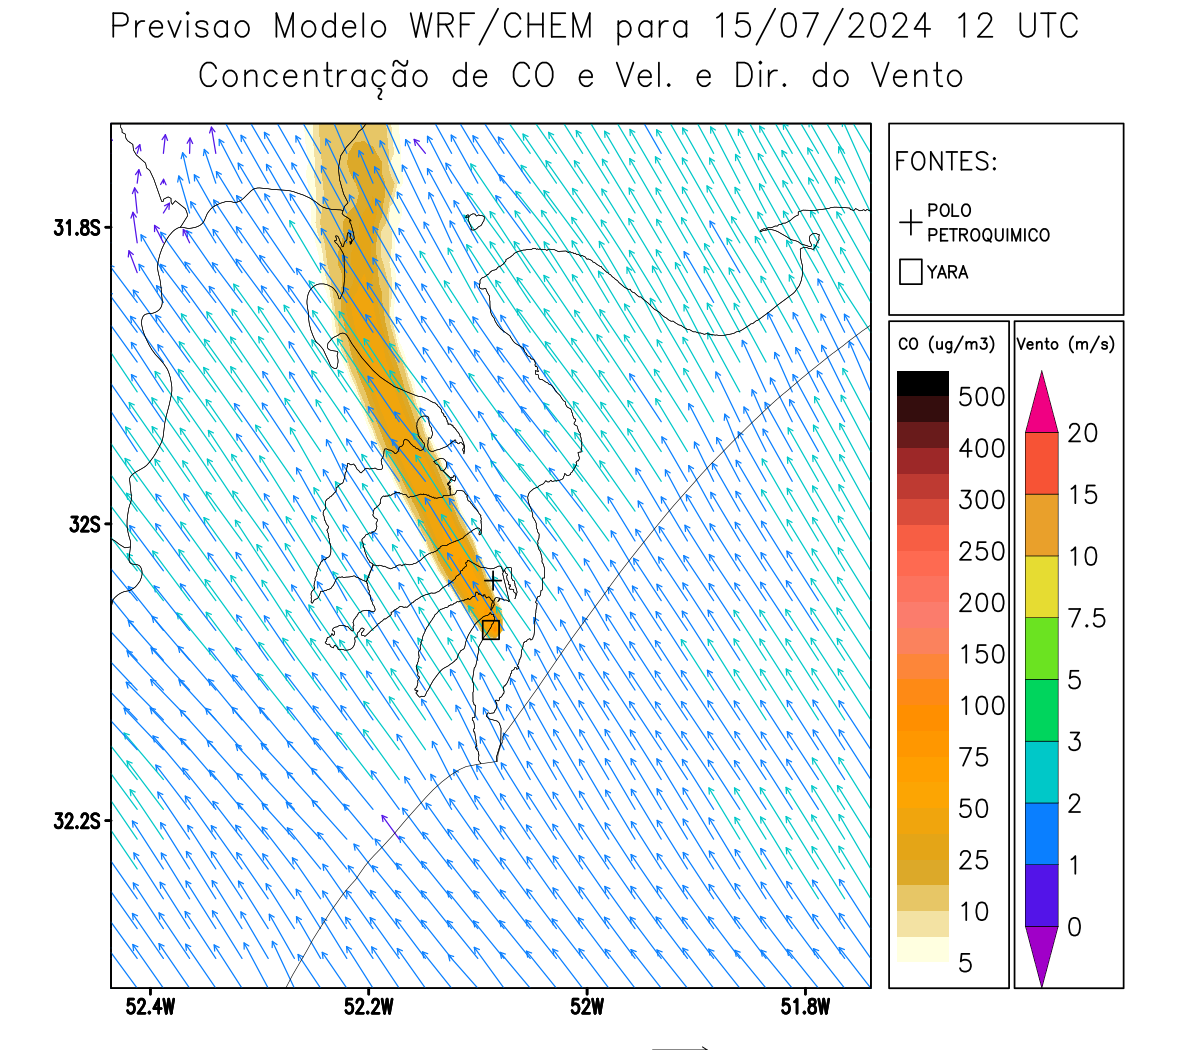 Previsao Modelo WRF/CHEM para 15/07/2024 12 UTC
Concentração de CO e Vel. e Dir. do Vento
FONTES:
POLO
PETROQUIMICO
YARA
31.8S
32S
32.2S
52.4W
52.2W
52W
51.8W
CO (ug/m3)
500
400
300
250
200
150
100
75
50
25
10
5
Vento (m/s)
20
15
10
7.5
5
3
2
1
0